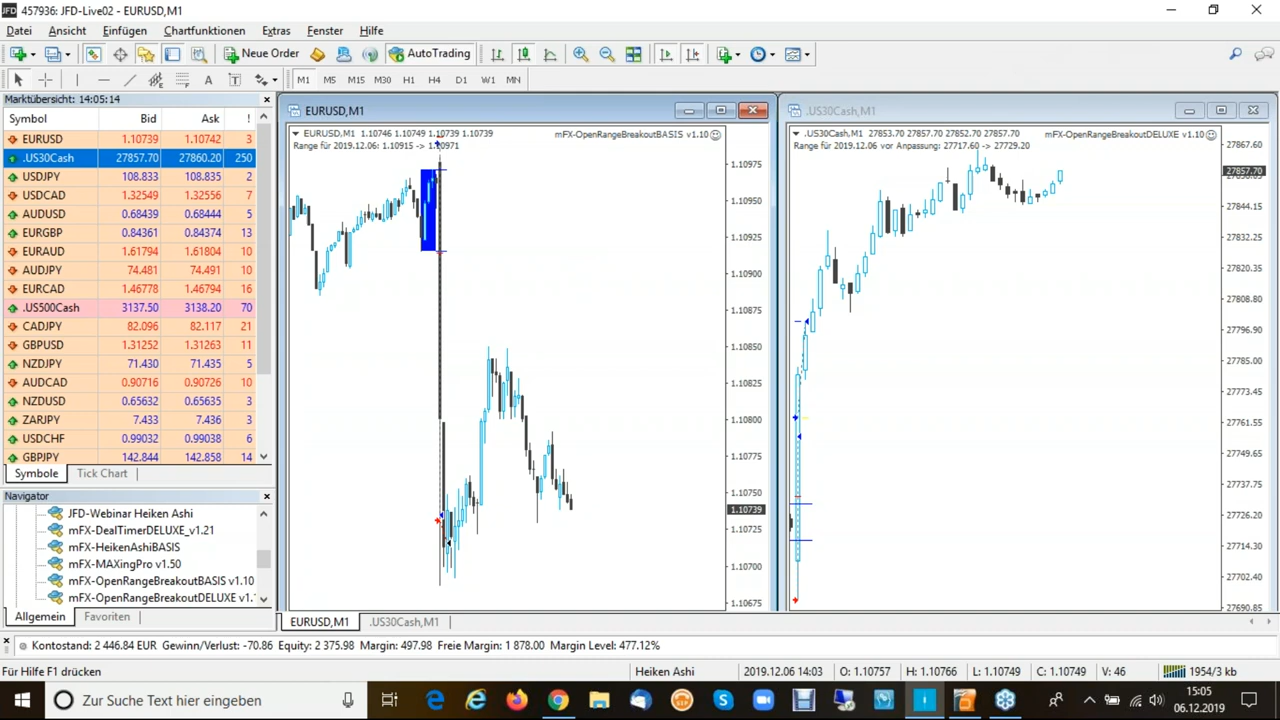 JFD 457936: JFD-Live02 - EURUSD,M1
Datei Ansicht Einfügen Chartfunktionen Extras Fenster Hilfe
New Order AutoTrading
A T M1 M5 M15 M30 H1 H4 D1 W1 MN
Marktübersicht: 14:05:14
Symbol Bid Ask !
EURUSD 1.10739 1.10742 3
.US30Cash 27857.70 27860.20 250
USDJPY 108.833 108.835 2
USDCAD 1.32549 1.32556 7
AUDUSD 0.68439 0.68444 5
EURGBP 0.84361 0.84374 13
EURAUD 1.61794 1.61804 10
AUDJPY 74.481 74.491 10
EURCAD 1.46778 1.46794 16
.US500Cash 3137.50 3138.20 70
CADJPY 82.096 82.117 21
GBPUSD 1.31252 1.31263 11
NZDJPY 71.430 71.435 5
AUDCAD 0.90716 0.90726 10
NZDUSD 0.65632 0.65635 3
ZARJPY 7.433 7.436 3
USDCHF 0.99032 0.99038 6
GBPJPY 142.844 142.858 14
Symbole Tick Chart
Navigator
JFD-Webinar Heiken Ashi
mFX-DealTimerDELUXE_v1.21
mFX-HeikenAshiBASIS
mFX-MAXingPro v1.50
mFX-OpenRangeBreakoutBASIS v1.10
mFX-OpenRangeBreakoutDELUXE v1.
Allgemein Favoriten
EURUSD,M1
EURUSD,M1 1.10746 1.10749 1.10739 1.10739 mFX-OpenRangeBreakoutBASIS v1.10
Range für 2019.12.06: 1.10915 -> 1.10971
1.10975
1.10950
1.10925
1.10900
1.10875
1.10850
1.10825
1.10800
1.10775
1.10750
1.10739
1.10725
1.10700
1.10675
.US30Cash,M1
.US30Cash,M1 27853.70 27857.70 27852.70 27857.70 mFX-OpenRangeBreakoutDELUXE v1.10
Range für 2019.12.06 vor Anpassung: 27717.60 -> 27729.20
27867.60
27857.70
27844.15
27832.25
27820.35
27808.80
27796.90
27785.00
27773.45
27761.55
27749.65
27737.75
27726.20
27714.30
27702.40
27690.85
EURUSD,M1 .US30Cash,M1
Kontostand: 2 446.84 EUR Gewinn/Verlust: -70.86 Equity: 2 375.98 Margin: 497.98 Freie Margin: 1 878.00 Margin Level: 477.12%
Für Hilfe F1 drücken Heiken Ashi 2019.12.06 14:03 O: 1.10757 H: 1.10766 L: 1.10749 C: 1.10749 V: 46 1954/3 kb
Zur Suche Text hier eingeben
15:05
06.12.2019